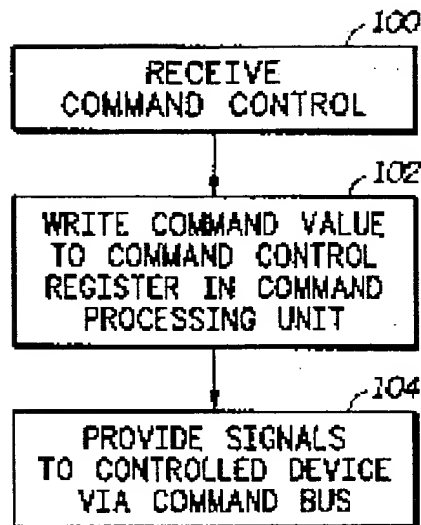 100
RECEIVE
COMMAND CONTROL
102
WRITE COMMAND VALUE
TO COMMAND CONTROL
REGISTER IN COMMAND
PROCESSING UNIT
104
PROVIDE SIGNALS
TO CONTROLLED DEVICE
VIA COMMAND BUS